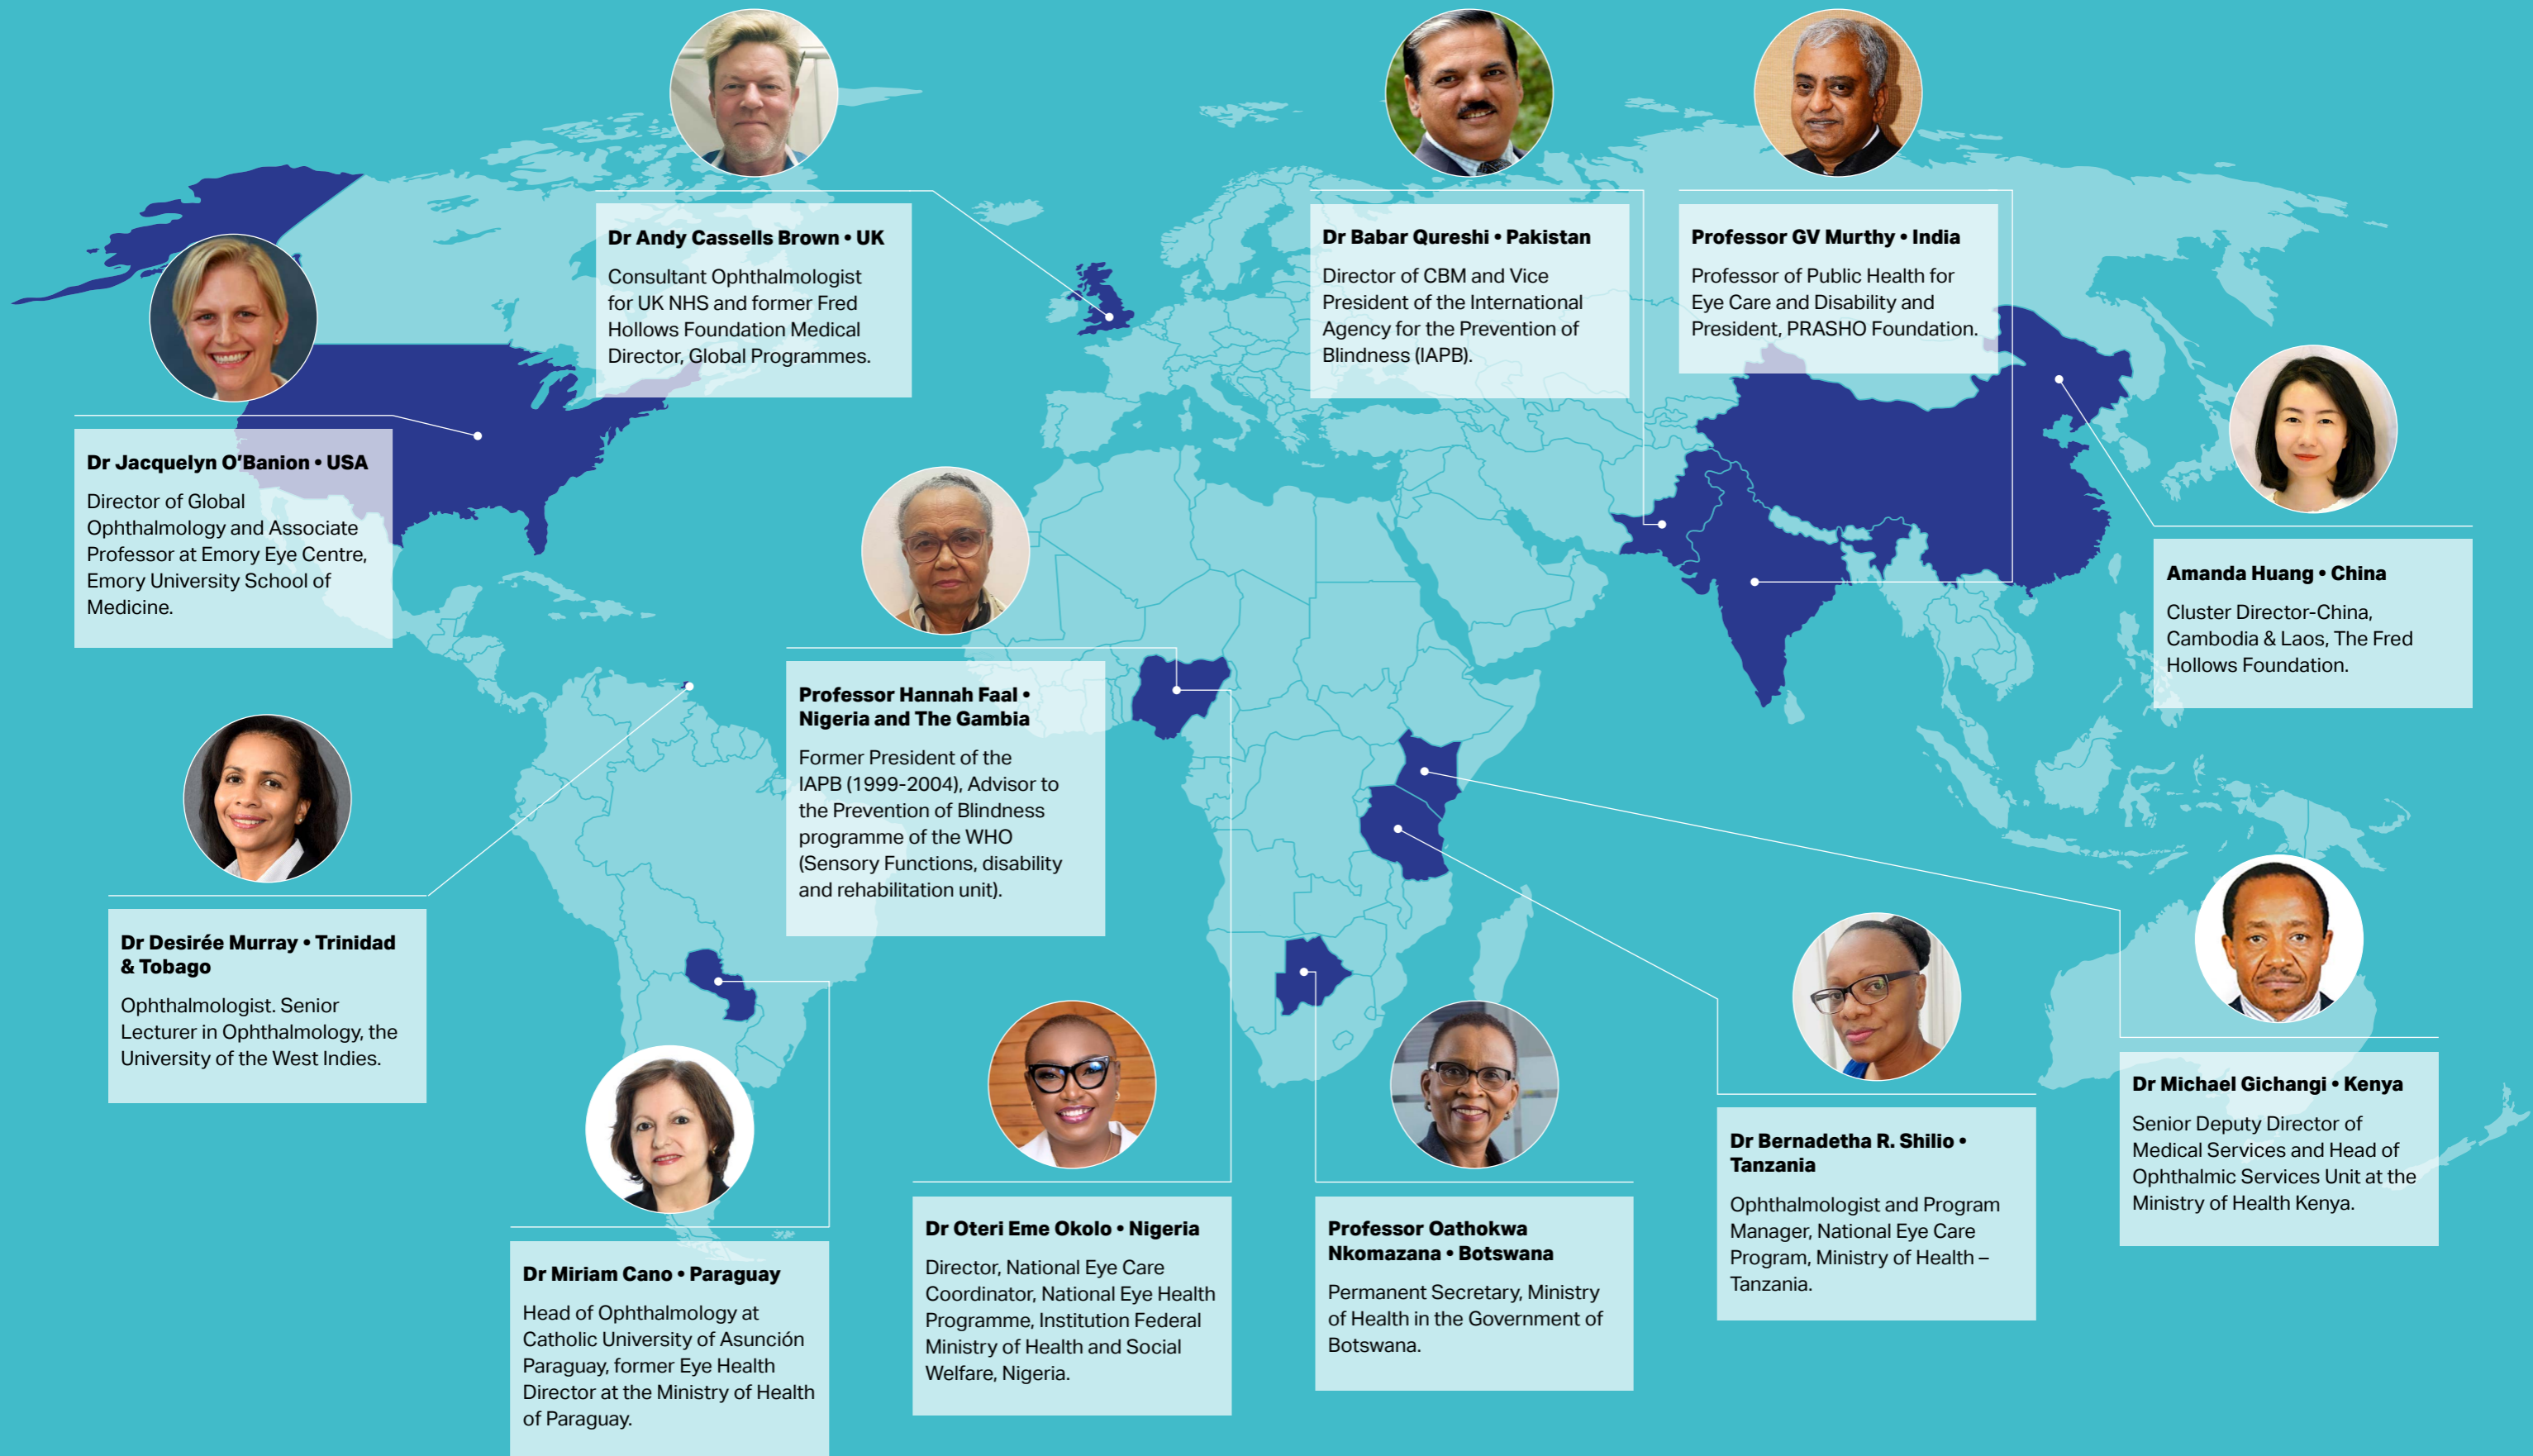 Dr Andy Cassells Brown • UK
Consultant Ophthalmologist
for UK NHS and former Fred
Hollows Foundation Medical
Director, Global Programmes.
Dr Babar Qureshi • Pakistan
Director of CBM and Vice
President of the International
Agency for the Prevention of
Blindness (IAPB).
Professor GV Murthy • India
Professor of Public Health for
Eye Care and Disability and
President, PRASHO Foundation.
Dr Jacquelyn O’Banion • USA
Director of Global
Ophthalmology and Associate
Professor at Emory Eye Centre,
Emory University School of
Medicine.
Amanda Huang • China
Cluster Director-China,
Cambodia & Laos, The Fred
Hollows Foundation.
Professor Hannah Faal •
Nigeria and The Gambia
Former President of the
IAPB (1999-2004), Advisor to
the Prevention of Blindness
programme of the WHO
(Sensory Functions, disability
and rehabilitation unit).
Dr Desirée Murray • Trinidad
& Tobago
Ophthalmologist. Senior
Lecturer in Ophthalmology, the
University of the West Indies.
Dr Michael Gichangi • Kenya
Senior Deputy Director of
Medical Services and Head of
Ophthalmic Services Unit at the
Ministry of Health Kenya.
Dr Bernadetha R. Shilio •
Tanzania
Ophthalmologist and Program
Manager, National Eye Care
Program, Ministry of Health –
Tanzania.
Dr Miriam Cano • Paraguay
Head of Ophthalmology at
Catholic University of Asunción
Paraguay, former Eye Health
Director at the Ministry of Health
of Paraguay.
Dr Oteri Eme Okolo • Nigeria
Director, National Eye Care
Coordinator, National Eye Health
Programme, Institution Federal
Ministry of Health and Social
Welfare, Nigeria.
Professor Oathokwa
Nkomazana • Botswana
Permanent Secretary, Ministry
of Health in the Government of
Botswana.